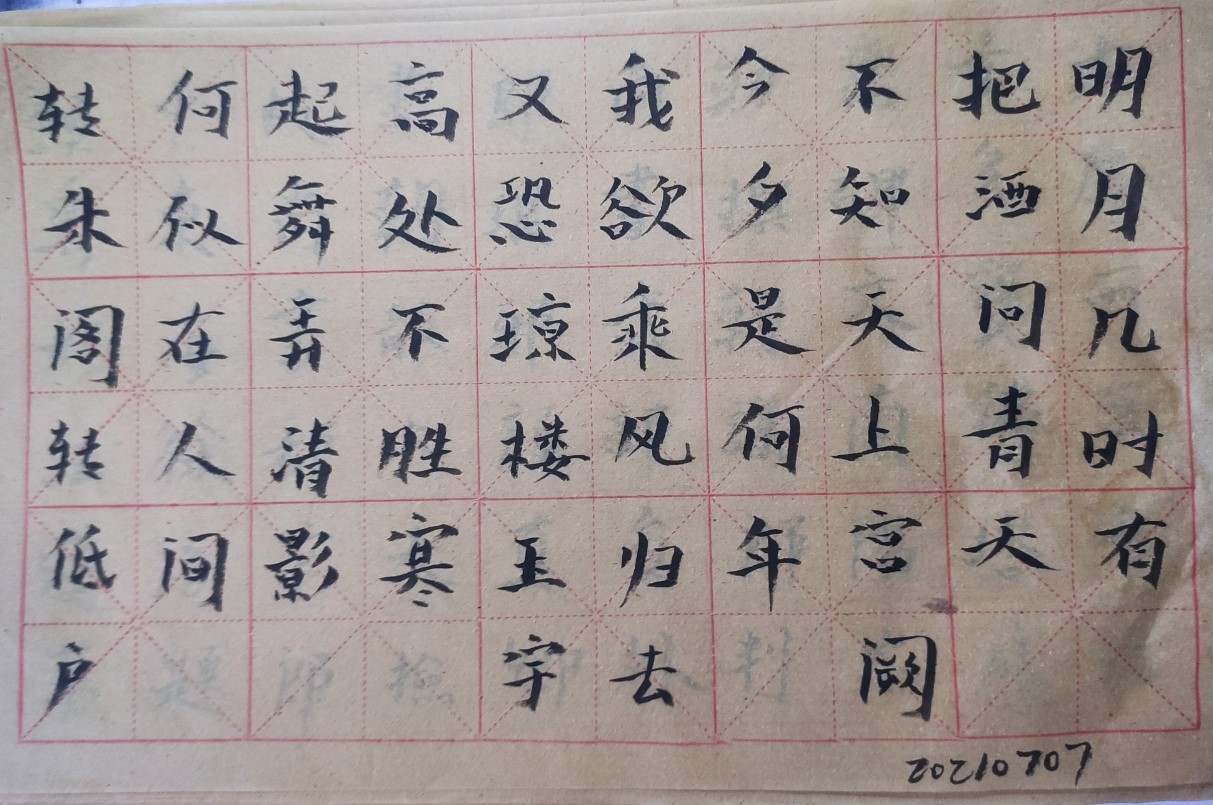 明月几时有
把酒问青天
不知天上宫阙
今夕是何年
我欲乘风归去
又恐琼楼玉宇
高处不胜寒
起舞弄清影
何似在人间
转朱阁转低户
20210707